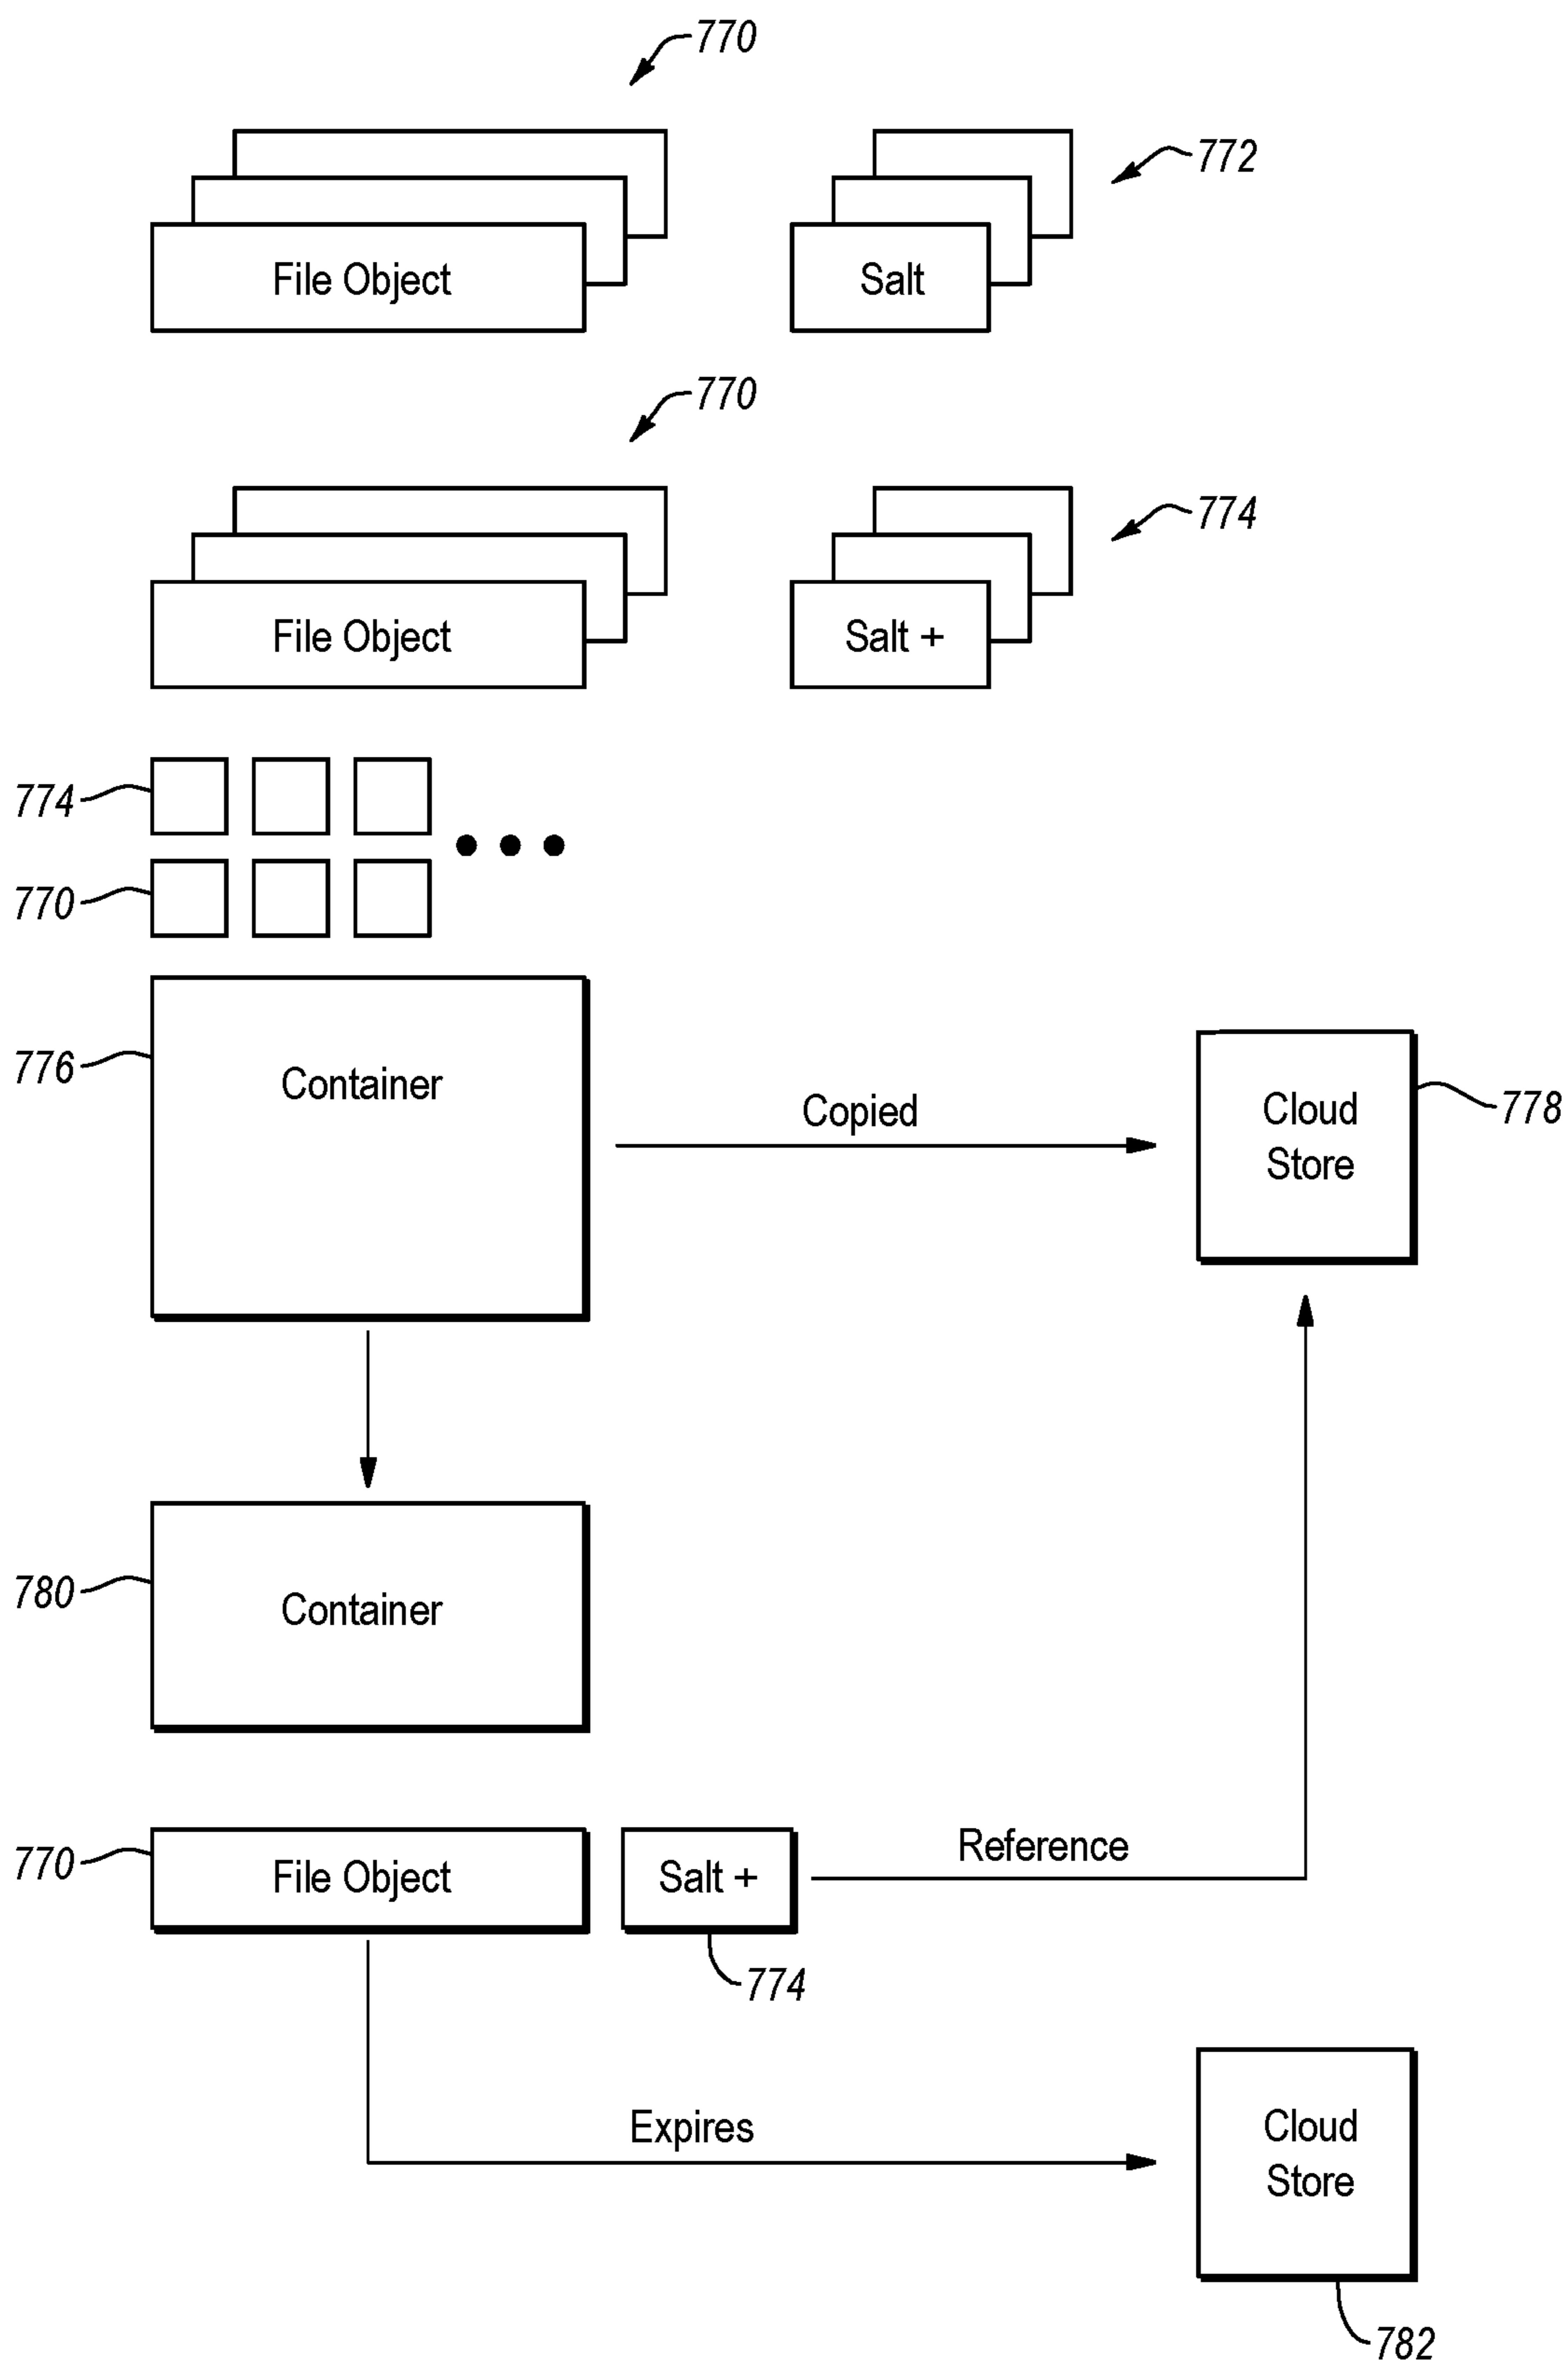 770
772
File Object
Salt
770
774
File Object
Salt +
774
770
776
Container
Copied
Cloud
Store
778
780
Container
770
File Object
Salt +
Reference
774
Expires
Cloud
Store
782